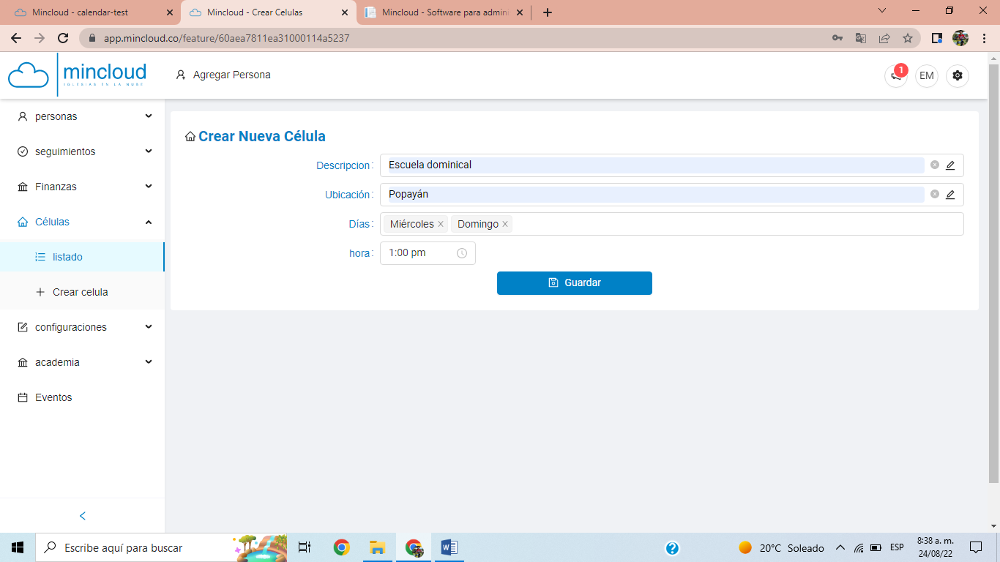 Mincloud - calendar-test
Mincloud - Crear Celulas
Mincloud - Software para admini
app.mincloud.co/feature/60aea7811ea31000114a5237
mincloud
IGLESIAS EN LA NUBE
Agregar Persona
1
EM
personas
seguimientos
Finanzas
Células
listado
Crear celula
configuraciones
academia
Eventos
Crear Nueva Célula
Descripcion: Escuela dominical
Ubicación: Popayán
Días: Miércoles Domingo
hora: 1:00 pm
Guardar
Escribe aquí para buscar
20°C Soleado
ESP
8:38 a. m.
24/08/22